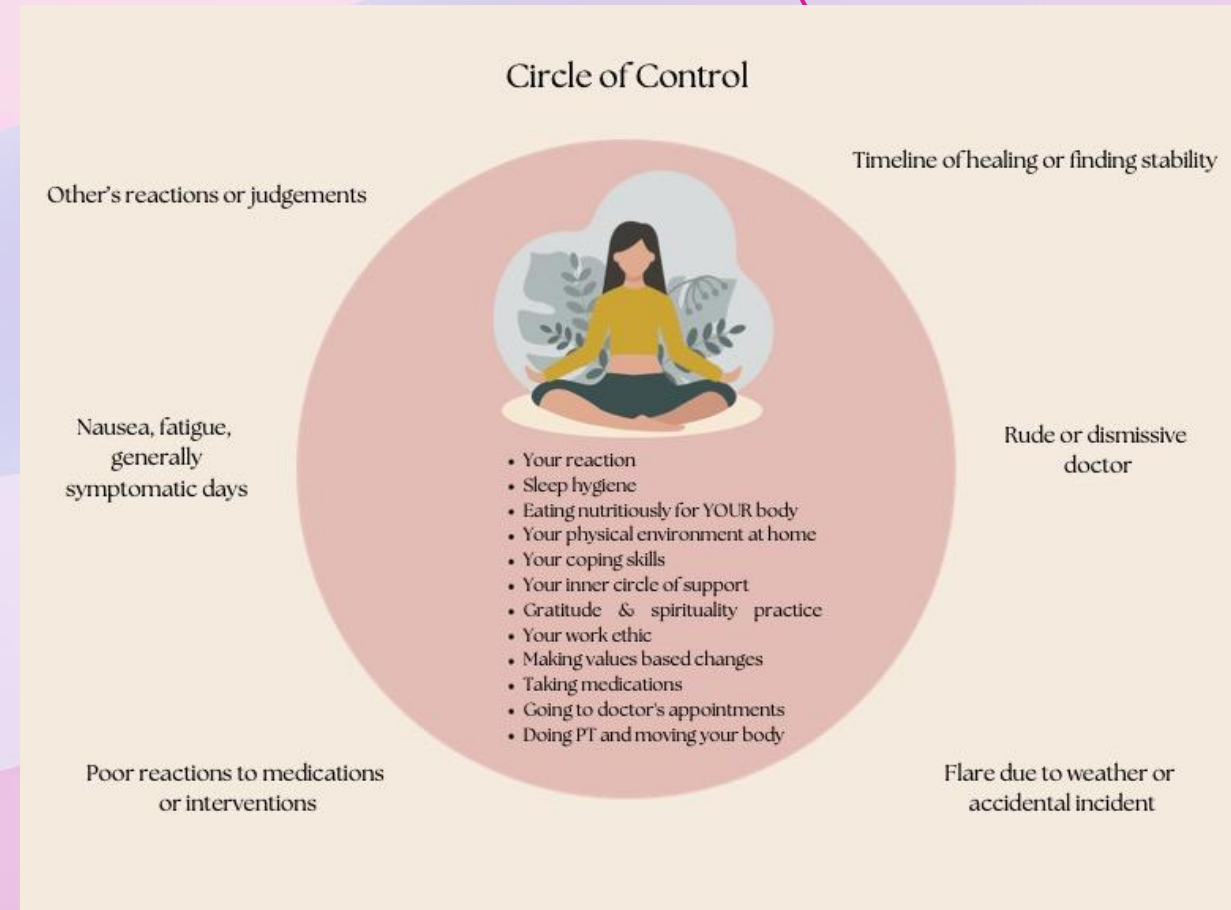 Circle of Control
Other's reactions or judgements
Timeline of healing or finding stability
Nausea, fatigue,
generally
symptomatic days
Rude or dismissive
doctor
• Your reaction
• Sleep hygiene
• Eating nutritiously for YOUR body
• Your physical environment at home
• Your coping skills
• Your inner circle of support
• Gratitude & spirituality practice
• Your work ethic
• Making values based changes
• Taking medications
• Going to doctor's appointments
• Doing PT and moving your body
Poor reactions to medications
or interventions
Flare due to weather or
accidental incident